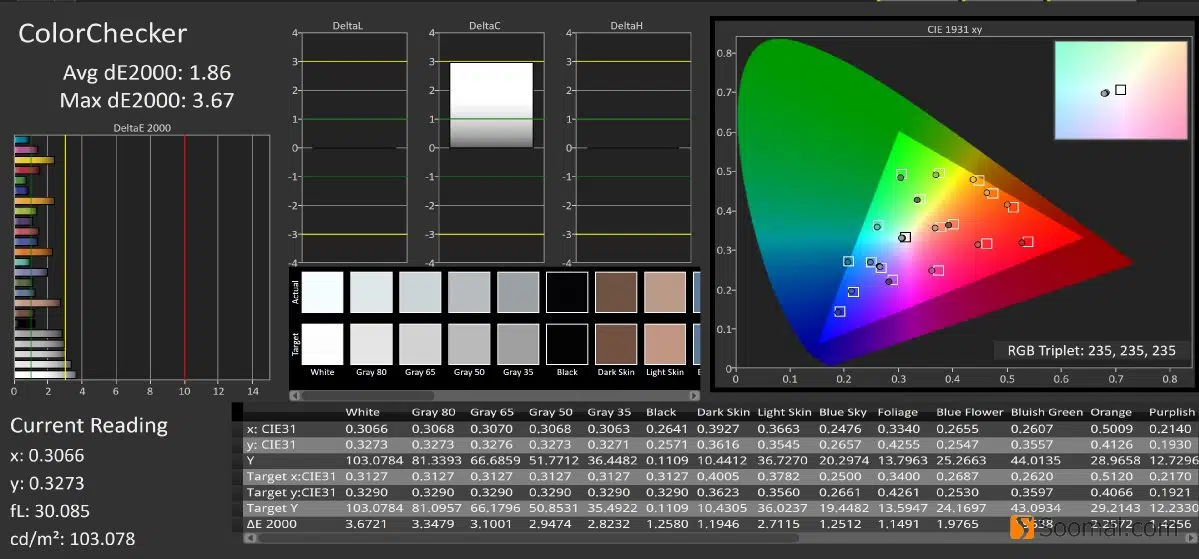 ColorChecker
Avg dE2000: 1.86
Max dE2000: 3.67
DeltaE 2000
0 2 4 6 8 10 12 14
DeltaL
4
3
2
1
0
-1
-2
-3
-4
DeltaC
4
3
2
1
0
-1
-2
-3
-4
DeltaH
4
3
2
1
0
-1
-2
-3
-4
Actual
Target
White Gray 80 Gray 65 Gray 50 Gray 35 Black Dark Skin Light Skin
CIE 1931 xy
0.8
0.7
0.6
0.5
0.4
0.3
0.2
0.1
0 0.1 0.2 0.3 0.4 0.5 0.6 0.7 0.8
RGB Triplet: 235, 235, 235
Current Reading
x: 0.3066
y: 0.3273
fL: 30.085
cd/m²: 103.078
White Gray 80 Gray 65 Gray 50 Gray 35 Black Dark Skin Light Skin Blue Sky Foliage Blue Flower Bluish Green Orange Purplish
x: CIE31 0.3066 0.3068 0.3070 0.3068 0.3063 0.2641 0.3927 0.3663 0.2476 0.3340 0.2655 0.2607 0.5009 0.2140
y: CIE31 0.3273 0.3273 0.3271 0.3276 0.3273 0.2571 0.3616 0.3545 0.2657 0.4255 0.2547 0.3557 0.4126 0.1930
Y 103.0784 81.3393 66.6859 51.7712 36.4482 0.1109 10.4412 36.7270 20.2974 13.7963 25.2663 44.0135 28.9658 12.7296
Target x:CIE31 0.3127 0.3127 0.3127 0.3127 0.3127 0.3127 0.4005 0.3782 0.2500 0.3400 0.2687 0.2620 0.5120 0.2170
Target y:CIE31 0.3290 0.3290 0.3290 0.3290 0.3290 0.3290 0.3623 0.3560 0.2661 0.4261 0.2530 0.3597 0.4066 0.1921
Target Y 103.0784 81.0957 66.1796 50.8531 35.4922 0.1109 10.4305 36.0237 19.4482 13.5947 24.1697 43.0934 29.2143 12.2330
ΔE 2000 3.6721 3.3479 3.1001 2.9474 2.8232 1.2580 1.1946 2.7115 1.2512 1.1491 1.9765 2.2572 1.4256
Soomal.com